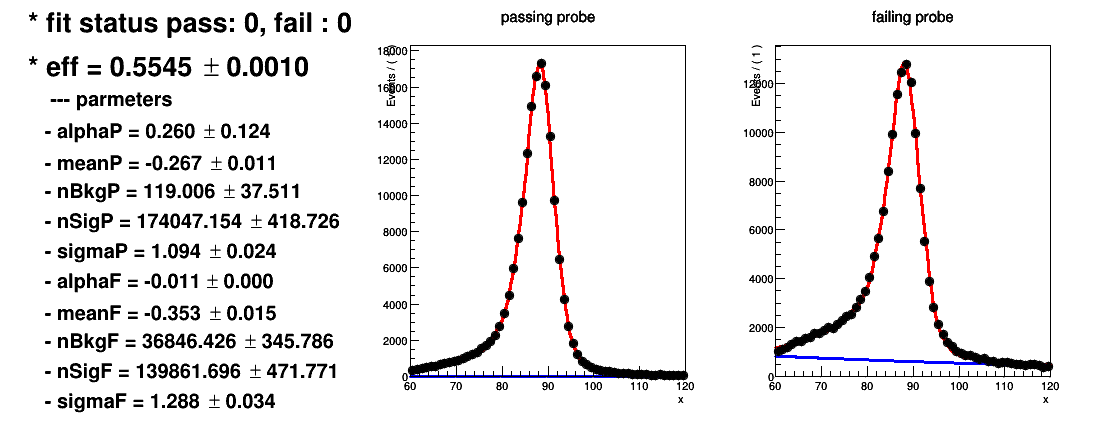 * fit status pass: 0, fail : 0
* eff = 0.5545 ± 0.0010
--- parmeters
- alphaP = 0.260 ± 0.124
- meanP = -0.267 ± 0.011
- nBkgP = 119.006 ± 37.511
- nSigP = 174047.154 ± 418.726
- sigmaP = 1.094 ± 0.024
- alphaF = -0.011 ± 0.000
- meanF = -0.353 ± 0.015
- nBkgF = 36846.426 ± 345.786
- nSigF = 139861.696 ± 471.771
- sigmaF = 1.288 ± 0.034
passing probe
18000
16000
14000
12000
10000
8000
6000
4000
2000
0
60 70 80 90 100 110 120
x
failing probe
Events / ( 1 )
12000
10000
8000
6000
4000
2000
0
60 70 80 90 100 110 120
x